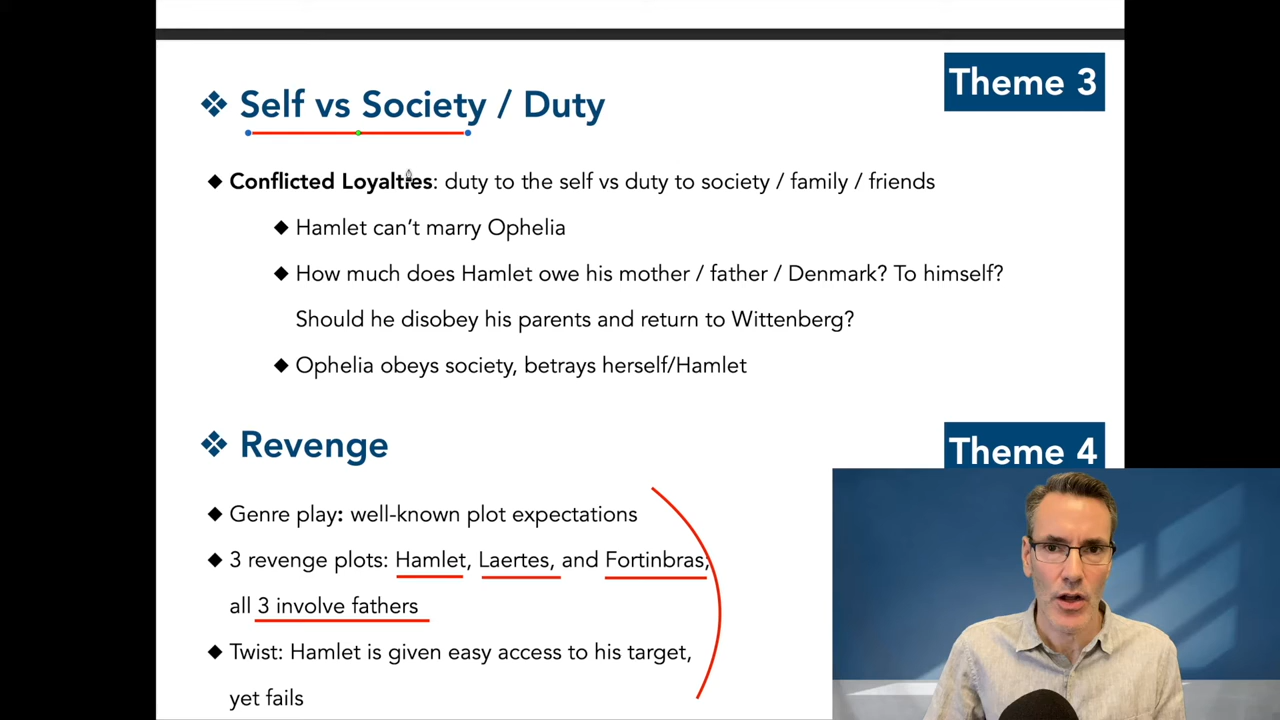 Theme 3
❖ Self vs Society / Duty
◆ Conflicted Loyalties: duty to the self vs duty to society / family / friends
◆ Hamlet can’t marry Ophelia
◆ How much does Hamlet owe his mother / father / Denmark? To himself?
Should he disobey his parents and return to Wittenberg?
◆ Ophelia obeys society, betrays herself/Hamlet
❖ Revenge
Theme 4
◆ Genre play: well-known plot expectations
◆ 3 revenge plots: Hamlet, Laertes, and Fortinbras,
all 3 involve fathers
◆ Twist: Hamlet is given easy access to his target,
yet fails